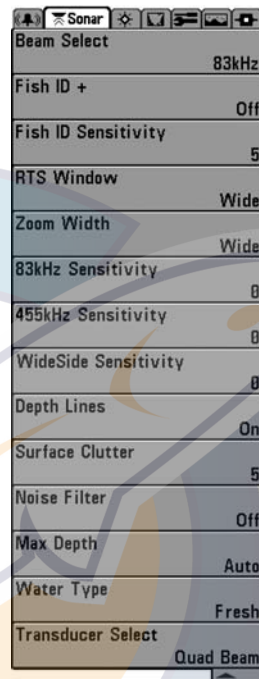 Sonar
Beam Select
83kHz
Fish ID +
Off
Fish ID Sensitivity
5
RTS Window
Wide
Zoom Width
Wide
83kHz Sensitivity
0
455kHz Sensitivity
0
WideSide Sensitivity
0
Depth Lines
On
Surface Clutter
5
Noise Filter
Off
Max Depth
Auto
Water Type
Fresh
Transducer Select
Quad Beam